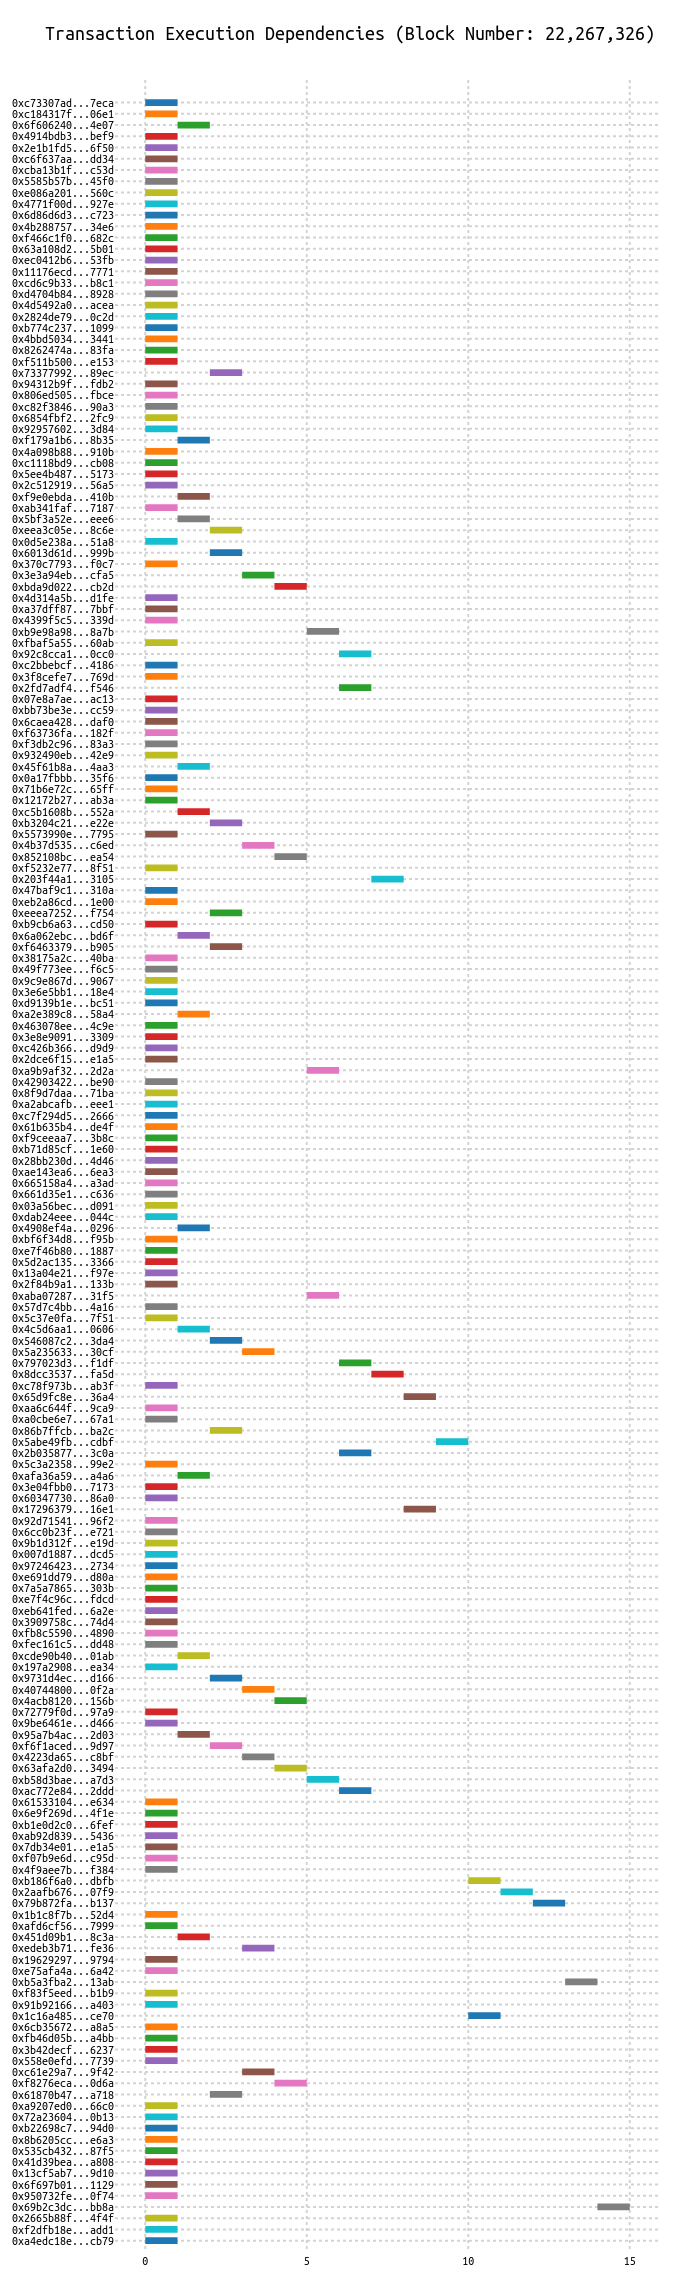 Transaction Execution Dependencies (Block Number: 22,267,326)
0xc73307ad...7eca
0xc184317f...06e1
0x6f606240...4e07
0x4914bdb3...bef9
0x2e1b1fd5...6f50
0xc6f637aa...dd34
0xcba13b1f...c53d
0x5585b57b...45f0
0xe086a201...560c
0x4771f00d...927e
0x6d86d6d3...c723
0x4b288757...34e6
0xf466c1f0...682c
0x63a108d2...5b01
0xec0412b6...53fb
0x11176ecd...7771
0xcd6c9b33...b8c1
0xd4704b84...8928
0x4d5492a0...acea
0x2824de79...0c2d
0xb774c237...1099
0x4bbd5034...3441
0x8262474a...83fa
0xf511b500...e153
0x73377992...89ec
0x94312b9f...fdb2
0x806ed505...fbce
0xc82f3846...90a3
0x6854fbf2...2fc9
0x92957602...3d84
0xf179a1b6...8b35
0x4a098b88...910b
0xc1118bd9...cb08
0x5ee4b487...5173
0x2c512919...56a5
0xf9e0ebda...410b
0xab341faf...7187
0x5bf3a52e...eee6
0xeea3c05e...8c6e
0x0d5e238a...51a8
0x6013d61d...999b
0x370c7793...f0c7
0x3e3a94eb...cfa5
0xbda9d022...cb2d
0x4d314a5b...d1fe
0xa37dff87...7bbf
0x4399f5c5...339d
0xb9e98a98...8a7b
0xfbaf5a55...60ab
0x92c8cca1...0cc0
0xc2bbebcf...4186
0x3f8cefe7...769d
0x2fd7adf4...f546
0x07e8a7ae...ac13
0xbb73be3e...cc59
0x6caea428...daf0
0xf63736fa...182f
0xf3db2c96...83a3
0x932490eb...42e9
0x45f61b8a...4aa3
0x0a17fbbb...35f6
0x71b6e72c...65ff
0x12172b27...ab3a
0xc5b1608b...552a
0xb3204c21...e22e
0x5573990e...7795
0x4b37d535...c6ed
0x852108bc...ea54
0xf5232e77...8f51
0x203f44a1...3105
0x47baf9c1...310a
0xeb2a86cd...1e00
0xeeea7252...f754
0xb9cb6a63...cd50
0x6a062ebc...bd6f
0xf6463379...b905
0x38175a2c...40ba
0x49f773ee...f6c5
0x9c9e867d...9067
0x3e6e5bb1...18e4
0xd9139b1e...bc51
0xa2e389c8...58a4
0x463078ee...4c9e
0x3e8e9091...3309
0xc426b366...d9d9
0x2dce6f15...e1a5
0xa9b9af32...2d2a
0x42903422...be90
0x8f9d7daa...71ba
0xa2abcafb...eee1
0xc7f294d5...2666
0x61b635b4...de4f
0xf9ceeaa7...3b8c
0xb71d85cf...1e60
0x28bb230d...4d46
0xae143ea6...6ea3
0x665158a4...a3ad
0x661d35e1...c636
0x03a56bec...d091
0xdab24eee...044c
0x4908ef4a...0296
0xbf6f34d8...f95b
0xe7f46b80...1887
0x5d2ac135...3366
0x13a04e21...f97e
0x2f84b9a1...133b
0xaba07287...31f5
0x57d7c4bb...4a16
0x5c37e0fa...7f51
0x4c5d6aa1...0606
0x546087c2...3da4
0x5a235633...30cf
0x797023d3...f1df
0x8dcc3537...fa5d
0xc78f973b...ab3f
0x65d9fc8e...36a4
0xaa6c644f...9ca9
0xa0cbe6e7...67a1
0x86b7ffcb...ba2c
0x5abe49fb...cdbf
0x2b035877...3c0a
0x5c3a2358...99e2
0xafa36a59...a4a6
0x3e04fbb0...7173
0x60347730...86a0
0x17296379...16e1
0x92d71541...96f2
0x6cc0b23f...e721
0x9b1d312f...e19d
0x007d1887...dcd5
0x97246423...2734
0xe691dd79...d80a
0x7a5a7865...303b
0xe7f4c96c...fdcd
0xeb641fed...6a2e
0x3909758c...74d4
0xfb8c5590...4890
0xfec161c5...dd48
0xcde90b40...01ab
0x197a2908...ea34
0x9731d4ec...d166
0x40744800...0f2a
0x4acb8120...156b
0x72779f0d...97a9
0x9be6461e...d466
0x95a7b4ac...2d03
0xf6f1aced...9d97
0x4223da65...c8bf
0x63afa2d0...3494
0xb58d3bae...a7d3
0xac772e84...2ddd
0x61533104...e634
0x6e9f269d...4f1e
0xb1e0d2c0...6fef
0xab92d839...5436
0x7db34e01...e1a5
0xf07b9e6d...c95d
0x4f9aee7b...f384
0xb186f6a0...dbfb
0x2aafb676...07f9
0x79b872fa...b137
0x1b1c8f7b...52d4
0xafd6cf56...7999
0x451d09b1...8c3a
0xedeb3b71...fe36
0x19629297...9794
0xe75afa4a...6a42
0xb5a3fba2...13ab
0xf83f5eed...b1b9
0x91b92166...a403
0x1c16a485...ce70
0x6cb35672...a8a5
0xfb46d05b...a4bb
0x3b42decf...6237
0x558e0efd...7739
0xc61e29a7...9f42
0xf8276eca...0d6a
0x61870b47...a718
0xa9207ed0...66c0
0x72a23604...0b13
0xb22698c7...94d0
0x8b6205cc...e6a3
0x535cb432...87f5
0x41d39bea...a808
0x13cf5ab7...9d10
0x6f697b01...1129
0x950732fe...0f74
0x69b2c3dc...bb8a
0x2665b88f...4f4f
0xf2dfb18e...add1
0xa4edc18e...cb79
0 5 10 15